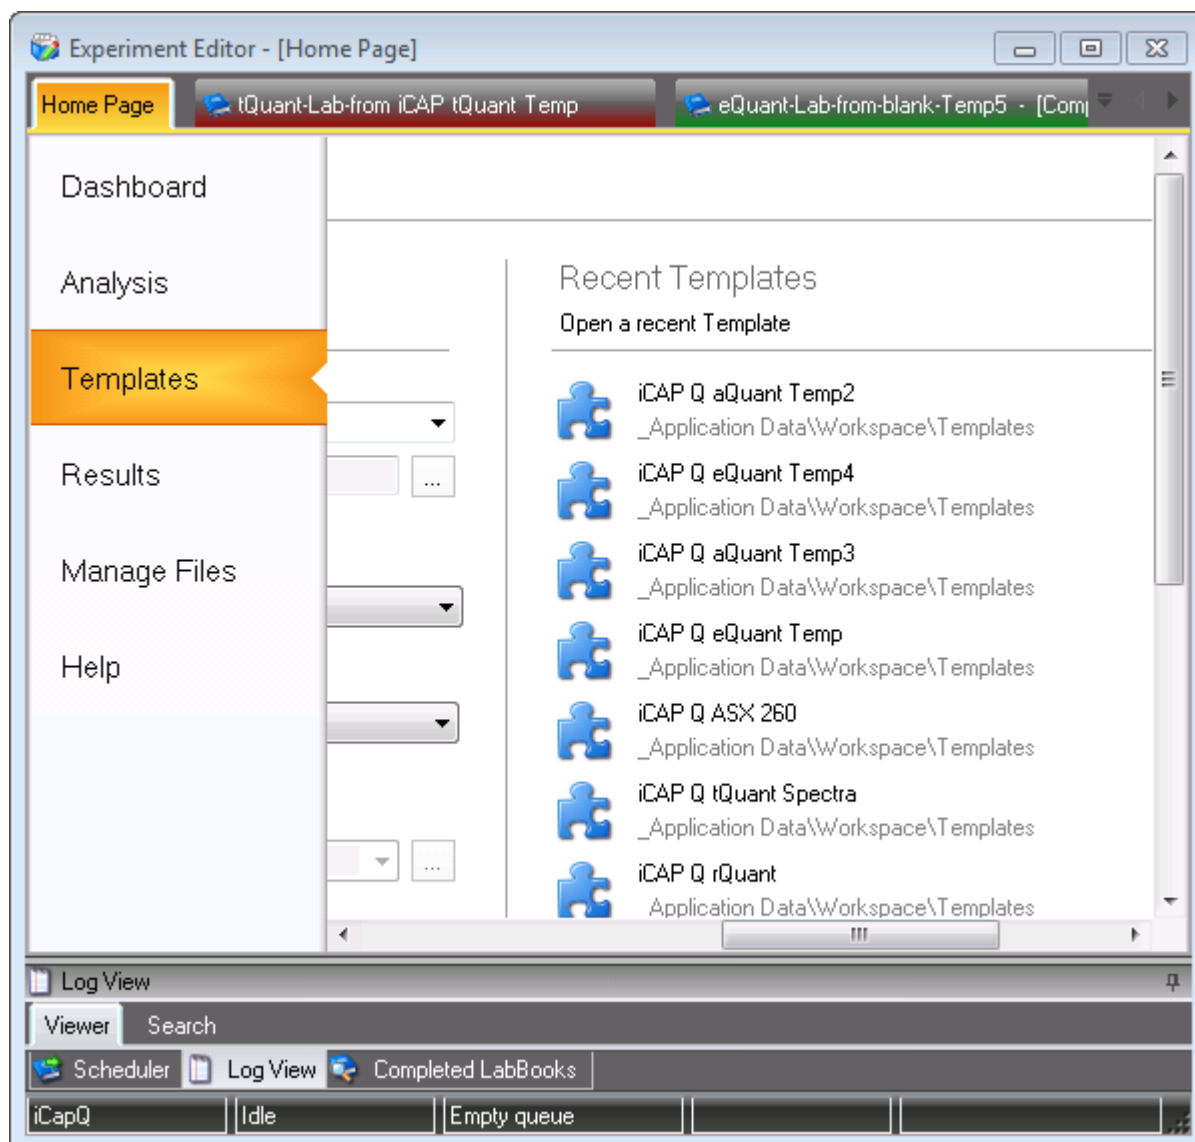 Experiment Editor - [Home Page]
Home Page
tQuant-Lab-from iCAP tQuant Temp
eQuant-Lab-from-blank-Temp5 - [Com
Dashboard
Analysis
Templates
Results
Manage Files
Help
Recent Templates
Open a recent Template
iCAP Q aQuant Temp2
_Application Data\Workspace\Templates
iCAP Q eQuant Temp4
_Application Data\Workspace\Templates
iCAP Q aQuant Temp3
_Application Data\Workspace\Templates
iCAP Q eQuant Temp
_Application Data\Workspace\Templates
iCAP Q ASX 260
_Application Data\Workspace\Templates
iCAP Q tQuant Spectra
_Application Data\Workspace\Templates
iCAP Q rQuant
_Application Data\Workspace\Templates
...
...
Log View
Viewer Search
Scheduler Log View Completed LabBooks
iCapQ Idle Empty queue